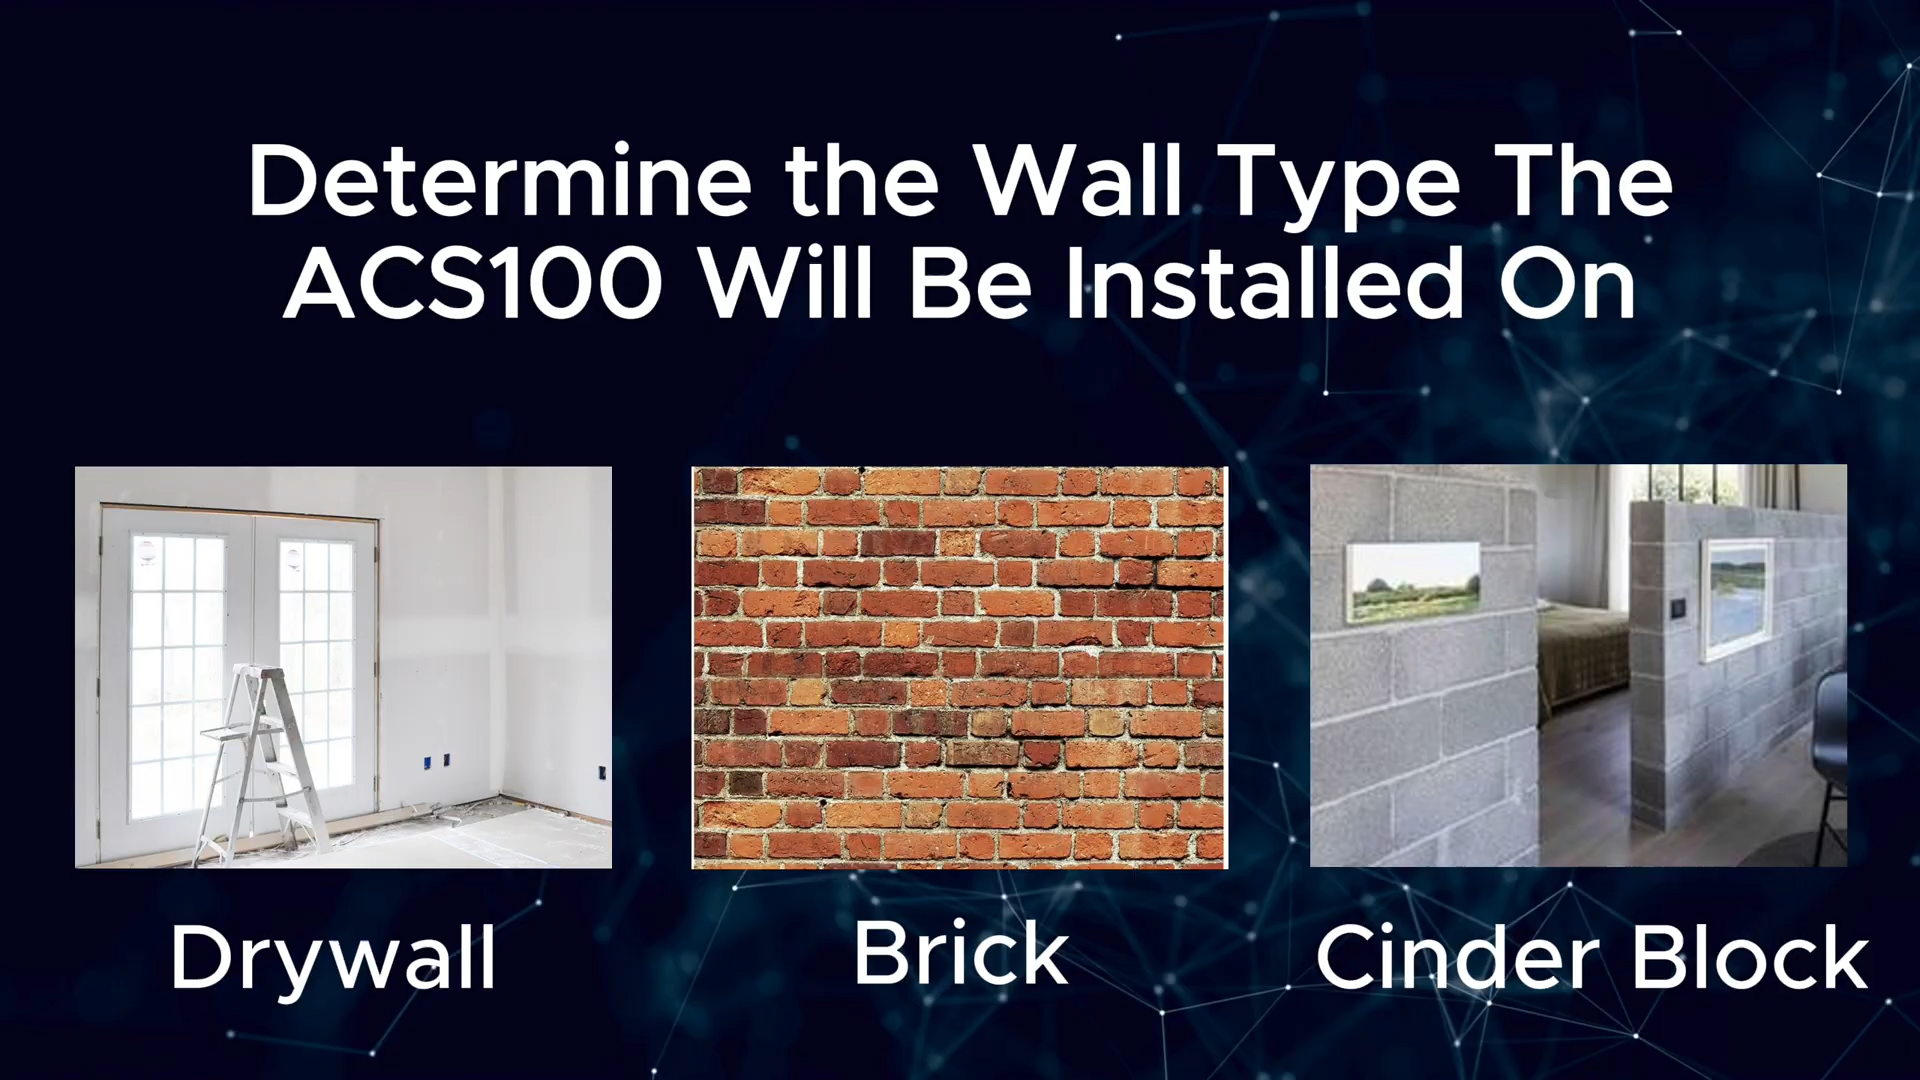 Determine the Wall Type The
ACS100 Will Be Installed On
Drywall
Brick
Cinder Block